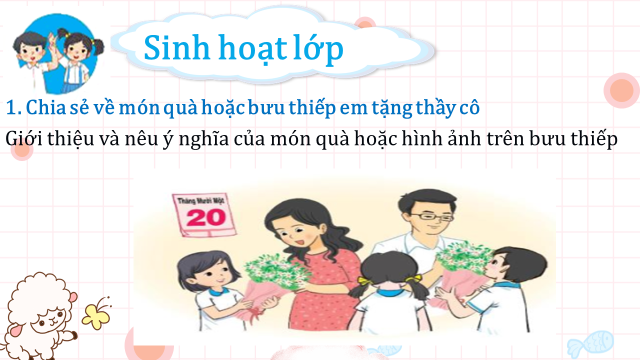 Sinh hoạt lớp
1. Chia sẻ về món quà hoặc bưu thiếp em tặng thầy cô
Giới thiệu và nêu ý nghĩa của món quà hoặc hình ảnh trên bưu thiếp
Tháng Mười Một
20